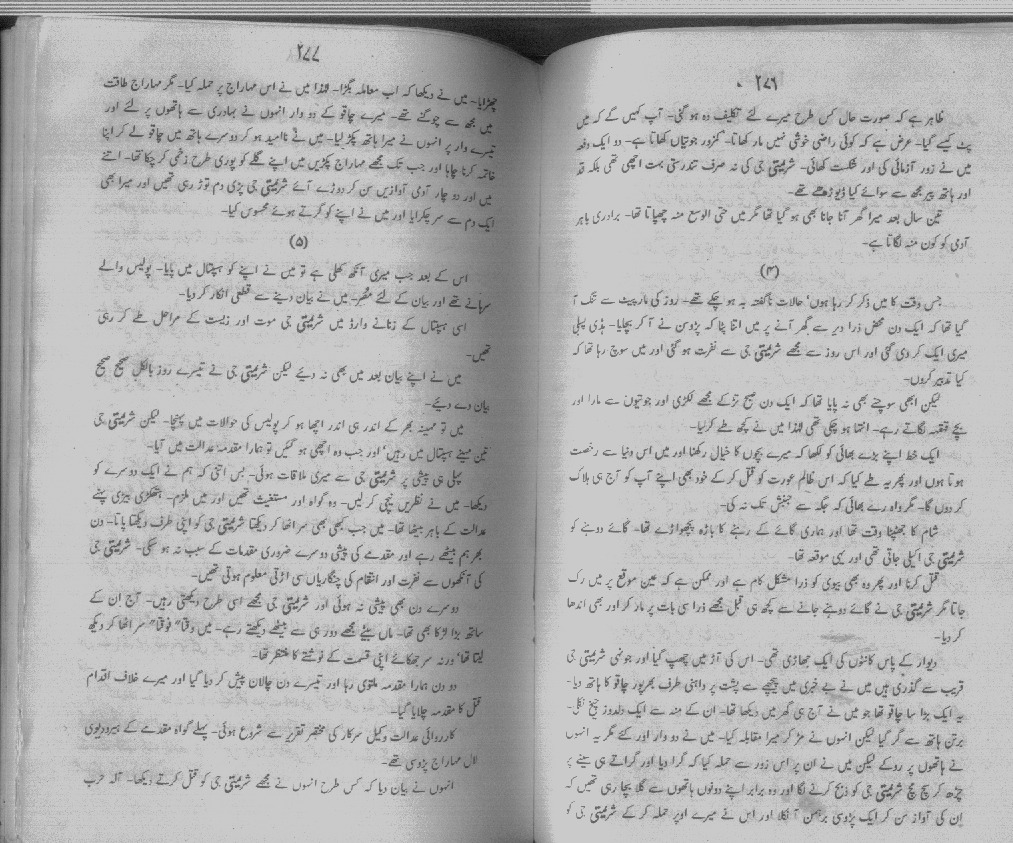 ۲۷۶
ظاہر ہے کہ صورت حال کس طرح میرے لئے تکلیف دہ ہو گئی۔ آپ کہیں گے کہ میں
پٹ کیسے گیا۔ عرض ہے کہ کوئی راضی خوشی نہیں مار کھاتا۔ کمزور جوتیاں کھاتا ہے۔ دو ایک دفعہ
میں نے زور آزمائی کی اور شکست کھائی۔ شریمتی جی کی نہ صرف تندرستی بہت اچھی تھی بلکہ قد
اور ہاتھ پیر مجھ سے سوائے کیا ڈیوڑھے تھے۔
تین سال بعد میرا گھر آنا جانا بھی ہو گیا تھا مگر میں حتی الوسع منہ چھپاتا تھا۔ برادری باہر
آدمی کو کون منہ لگاتا ہے۔
(۴)
جس وقت کا میں ذکر کر رہا ہوں' حالات ناگفتہ بہ ہو چکے تھے۔ روز کی مار پیٹ سے تنگ آ
گیا تھا کہ ایک دن محض ذرا دیر سے گھر آنے پر میں اتنا پٹا کہ پڑوسن نے آ کر بچایا۔ ہڈی پسلی
میری ایک کر دی گئی اور اس روز سے مجھے شریمتی جی سے نفرت ہو گئی اور میں سوچ رہا تھا کہ
کیا تدبیر کروں۔
لیکن ابھی سوچنے بھی نہ پایا تھا کہ ایک دن صبح تڑکے مجھے لکڑی اور جوتیوں سے مارا اور
بچے قہقہہ لگاتے رہے۔ انتہا ہو چکی تھی لہٰذا میں نے کچھ طے کر لیا۔
ایک خط اپنے بڑے بھائی کو لکھا کہ میرے بچوں کا خیال رکھنا اور میں اس دنیا سے رخصت
ہوتا ہوں اور پھر یہ طے کیا کہ اس ظالم عورت کو قتل کر کے خود بھی اپنے آپ کو آج ہی ہلاک
کر دوں گا۔ مگر واہ رے بھائی کہ جگہ سے جنبش تک نہ کی۔
شام کا جھٹپٹا وقت تھا اور ہماری گائے کے رہنے کا باڑہ پچھواڑے تھا۔ گائے دوہنے کو
شریمتی جی اکیلی جاتی تھی اور یہی موقعہ تھا۔
قتل کرنا اور پھر وہ بھی بیوی کو ذرا مشکل کام ہے اور ممکن ہے کہ عین موقع پر میں رک
جاتا مگر شریمتی جی نے گائے دوہنے جانے سے کچھ ہی قبل مجھے ذرا سی بات پر مار کر اور بھی اندھا
کر دیا۔
دیوار کے پاس کانٹوں کی ایک جھاڑی تھی۔ اس کی آڑ میں چھپ گیا اور جونہی شریمتی جی
قریب سے گذری ہیں میں نے بے خبری میں پیچھے سے پشت پر داہنی طرف بھرپور چاقو کا ہاتھ دیا۔
یہ ایک بڑا سا چاقو تھا جو میں نے آج ہی گھر میں دیکھا تھا۔ ان کے منہ سے ایک دلدوز چیخ نکلی۔
برتن ہاتھ سے گر گیا لیکن انہوں نے مڑ کر میرا مقابلہ کیا۔ میں نے دو وار اور کئے مگر یہ انہوں
نے ہاتھوں پر روکے لیکن میں نے ان پر اس زور سے حملہ کیا کہ گرا دیا اور گراتے ہی سینے پر
چڑھ کر سچ مچ شریمتی جی کو ذبح کرنے لگا اور وہ برابر اپنے دونوں ہاتھوں سے گلا بچا رہی تھیں کہ
ان کی آواز سن کر ایک پڑوسی برہمن آ نکلا اور اس نے میرے اوپر حملہ کر کے شریمتی جی کو
۲۷۷
چھڑایا۔ میں نے دیکھا کہ اب معاملہ بگڑا۔ لہٰذا میں نے اس مہاراج پر حملہ کیا۔ مگر مہاراج طاقت
میں مجھ سے چوگنے تھے۔ میرے چاقو کے دو وار انہوں نے بہادری سے ہاتھوں پر لئے اور
تیسرے وار پر انہوں نے میرا ہاتھ پکڑ لیا۔ میں نے ناامید ہو کر دوسرے ہاتھ میں چاقو لے کر اپنا
خاتمہ کرنا چاہا اور جب تک مجھے مہاراج پکڑیں میں اپنے گلے کو پوری طرح زخمی کر چکا تھا۔ اتنے
میں اور دو چار آدمی آوازیں سن کر دوڑے آئے شریمتی جی پڑی دم توڑ رہی تھیں اور میرا بھی
ایک دم سے سر چکرایا اور میں نے اپنے کو گرتے ہوئے محسوس کیا۔
(۵)
اس کے بعد جب میری آنکھ کھلی ہے تو میں نے اپنے کو ہسپتال میں پایا۔ پولیس والے
سرہانے تھے اور بیان کے لئے مصر۔ میں نے بیان دینے سے قطعی انکار کر دیا۔
اسی ہسپتال کے زنانے وارڈ میں شریمتی جی موت اور زیست کے مراحل طے کر رہی
تھیں۔
میں نے اپنے بیان بعد میں بھی نہ دیئے لیکن شریمتی جی نے تیسرے روز بالکل صحیح صحیح
بیان دے دیئے۔
میں تو مہینہ بھر کے اندر ہی اندر اچھا ہو کر پولیس کی حوالات میں پہنچا۔ لیکن شریمتی جی
تین مہینے ہسپتال میں رہیں' اور جب وہ اچھی ہو گئیں تو ہمارا مقدمہ عدالت میں آیا۔
پہلی ہی پیشی پر شریمتی جی سے میری ملاقات ہوئی۔ بس اتنی کہ ہم نے ایک دوسرے کو
دیکھا۔ میں نے نظریں نیچی کر لیں۔ وہ گواہ اور مستغیث تھیں اور میں ملزم۔ ہتھکڑی بیڑی پہنے
عدالت کے باہر بیٹھا تھا۔ میں جب کبھی بھی سر اٹھا کر دیکھتا شریمتی جی کو اپنی طرف دیکھتا پاتا۔ دن
بھر ہم بیٹھے رہے اور مقدمے کی پیشی دوسرے ضروری مقدمات کے سبب نہ ہو سکی۔ شریمتی جی
کی آنکھوں سے نفرت اور انتقام کی چنگاریاں سی اڑتی معلوم ہوتی تھیں۔
دوسرے دن بھی پیشی نہ ہوئی اور شریمتی جی مجھے اسی طرح دیکھتی رہیں۔ آج ان کے
ساتھ بڑا لڑکا بھی تھا۔ ماں بیٹے مجھے دور ہی سے بیٹھے دیکھتے رہے۔ میں وقتاً" فوقتاً" سر اٹھا کر دیکھ
لیتا تھا' ورنہ سر جھکائے اپنی قسمت کے نوشتے کا منتظر تھا۔
دو دن ہمارا مقدمہ ملتوی رہا اور تیسرے دن چالان پیش کر دیا گیا اور میرے خلاف اقدام
قتل کا مقدمہ چلایا گیا۔
کارروائی عدالت وکیل سرکار کی مختصر تقریر سے شروع ہوئی۔ پہلے گواہ مقدمے کے ہیرو دیوی
لال مہاراج پڑوسی تھے۔
انہوں نے بیان دیا کہ کس طرح انہوں نے مجھے شریمتی جی کو قتل کرتے دیکھا۔ آلہ حرب